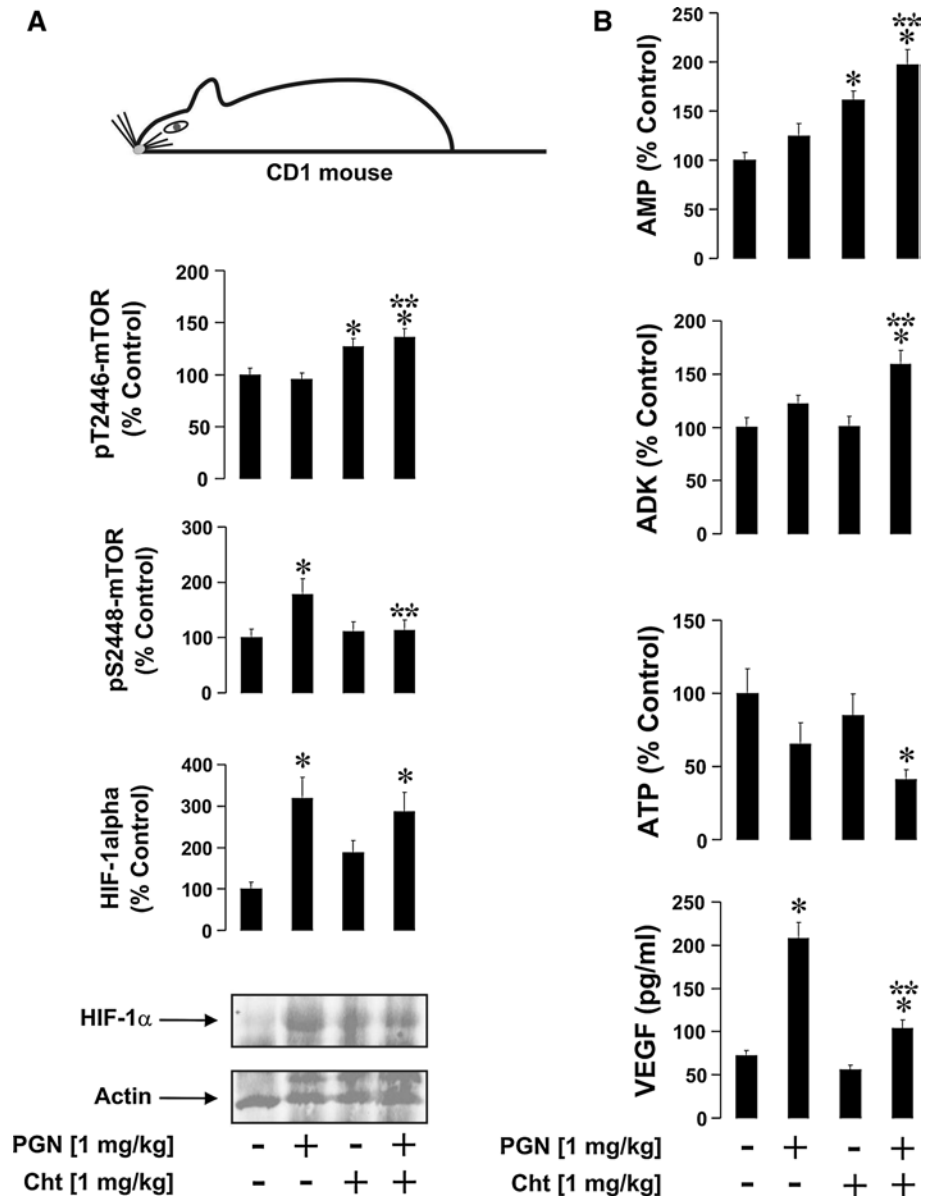 A
CD1 mouse
pT2446-mTOR
(% Control)
200
150
100
50
0
*
**
*
pS2448-mTOR
(% Control)
300
200
100
0
*
**
HIF-1alpha
(% Control)
400
300
200
100
0
*
*
HIF-1α
Actin
PGN [1 mg/kg] - + - +
Cht [1 mg/kg] - - + +
B
AMP (% Control)
250
200
150
100
50
0
*
**
*
ADK (% Control)
200
150
100
50
0
**
*
ATP (% Control)
150
100
50
0
*
VEGF (pg/ml)
250
200
150
100
50
0
*
**
*
PGN [1 mg/kg] - + - +
Cht [1 mg/kg] - - + +